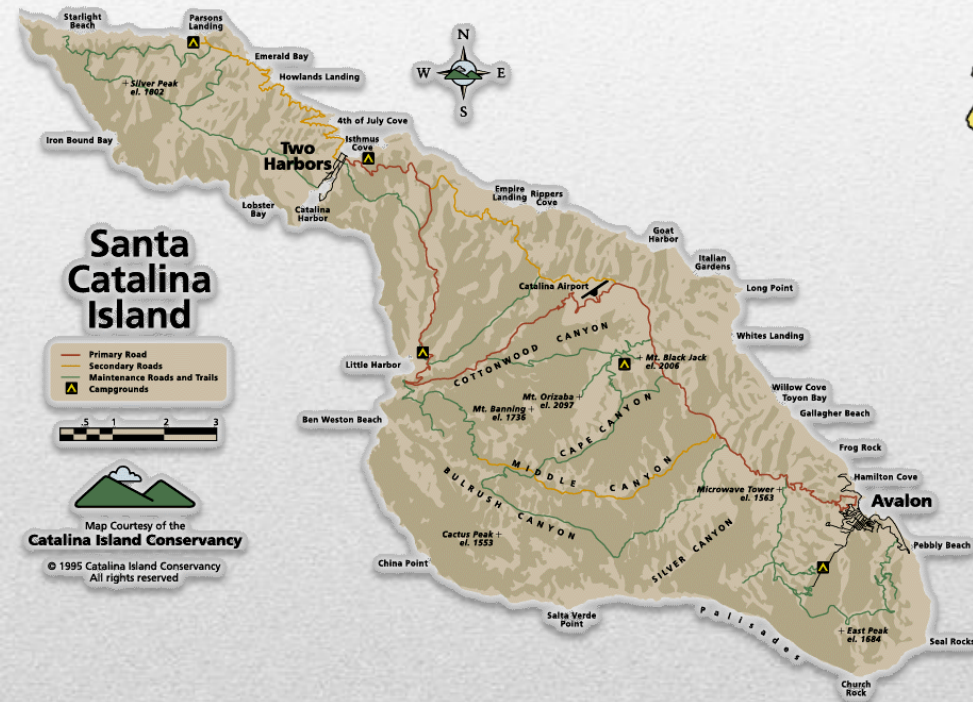 Starlight
Beach
Parsons
Landing
Emerald Bay
Howlands Landing
Silver Peak
el. 1802
N
W
E
S
4th of July Cove
Isthmus
Cove
Two
Harbors
Iron Bound Bay
Lobster
Bay
Catalina
Harbor
Empire
Landing
Rippers
Cove
Goat
Harbor
Italian
Gardens
Long Point
Catalina Airport
Whites Landing
Santa
Catalina
Island
Primary Road
Secondary Roads
Maintenance Roads and Trails
Campgrounds
.5
1
2
3
Little Harbor
COTTONWOOD CANYON
Mt. Black Jack
el. 2006
Mt. Orizaba
el. 2097
Mt. Banning
el. 1736
Ben Weston Beach
CAPE CANYON
Willow Cove
Toyon Bay
Gallagher Beach
Frog Rock
Hamilton Cove
MIDDLE CANYON
BULRUSH CANYON
Microwave Tower
el. 1563
Avalon
Cactus Peak
el. 1553
SILVER CANYON
Pebbly Beach
China Point
Salta Verde
Point
Palisades
East Peak
el. 1684
Seal Rocks
Church
Rock
Map Courtesy of the
Catalina Island Conservancy
© 1995 Catalina Island Conservancy
All rights reserved